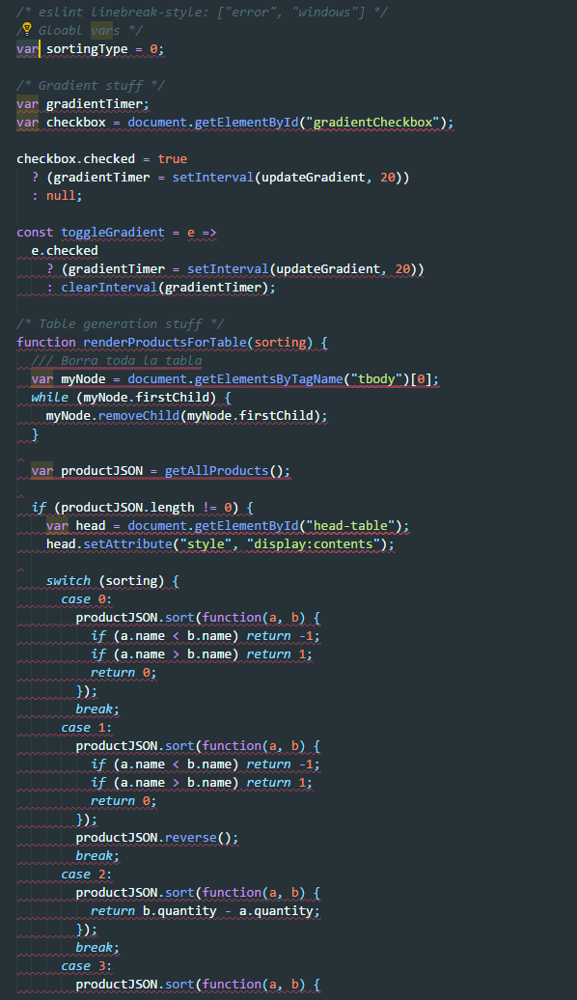 /* eslint linebreak-style: ["error", "windows"] */
/* Gloabl vars */
var sortingType = 0;
/* Gradient stuff */
var gradientTimer;
var checkbox = document.getElementById("gradientCheckbox");
checkbox.checked = true
? (gradientTimer = setInterval(updateGradient, 20))
: null;
const toggleGradient = e =>
e.checked
? (gradientTimer = setInterval(updateGradient, 20))
: clearInterval(gradientTimer);
/* Table generation stuff */
function renderProductsForTable(sorting) {
/// Borra toda la tabla
var myNode = document.getElementsByTagName("tbody")[0];
while (myNode.firstChild) {
myNode.removeChild(myNode.firstChild);
}
var productJSON = getAllProducts();
if (productJSON.length != 0) {
var head = document.getElementById("head-table");
head.setAttribute("style", "display:contents");
switch (sorting) {
case 0:
productJSON.sort(function(a, b) {
if (a.name < b.name) return -1;
if (a.name > b.name) return 1;
return 0;
});
break;
case 1:
productJSON.sort(function(a, b) {
if (a.name < b.name) return -1;
if (a.name > b.name) return 1;
return 0;
});
productJSON.reverse();
break;
case 2:
productJSON.sort(function(a, b) {
return b.quantity - a.quantity;
});
break;
case 3:
productJSON.sort(function(a, b) {